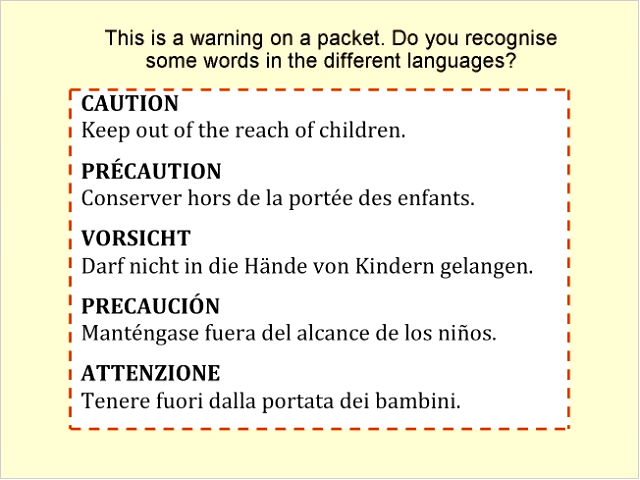 This is a warning on a packet. Do you recognise
some words in the different languages?
CAUTION
Keep out of the reach of children.
PRÉCAUTION
Conserver hors de la portée des enfants.
VORSICHT
Darf nicht in die Hände von Kindern gelangen.
PRECAUCIÓN
Manténgase fuera del alcance de los niños.
ATTENZIONE
Tenere fuori dalla portata dei bambini.